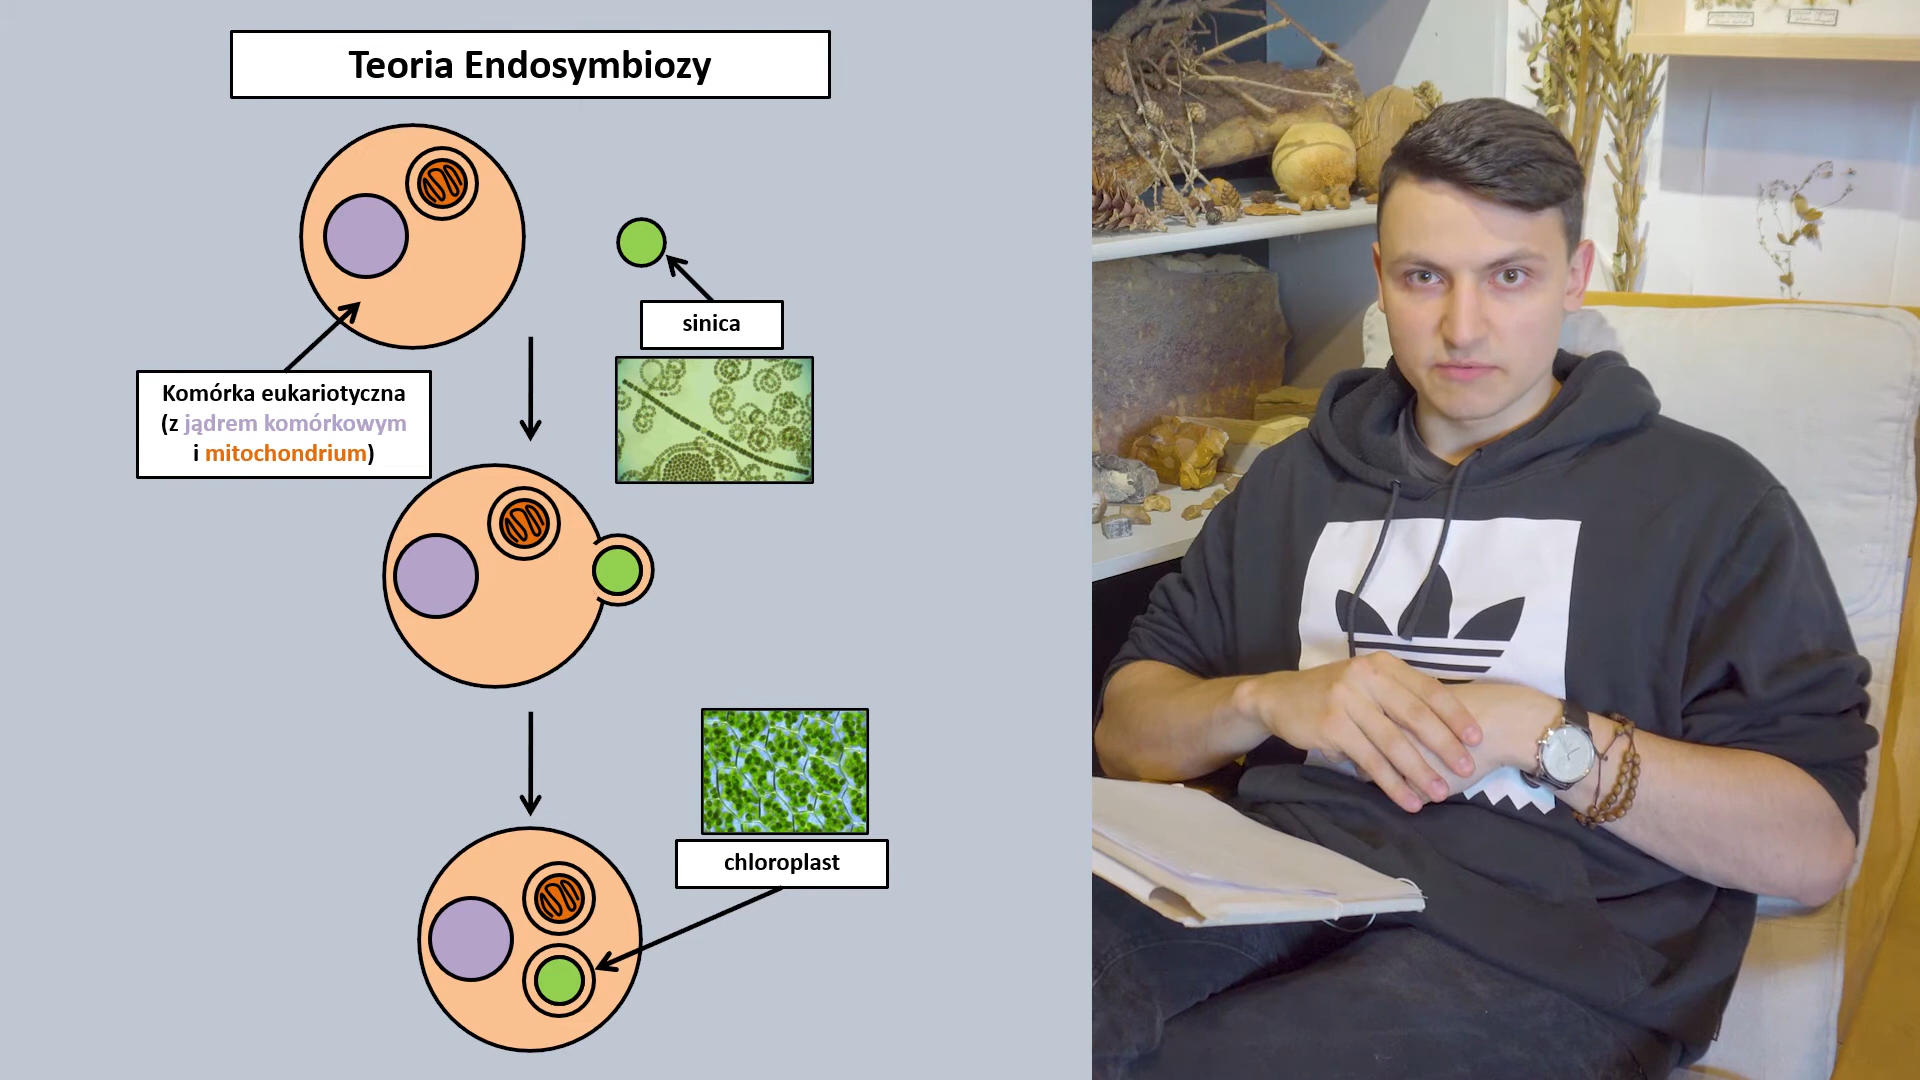 Teoria Endosymbiozy
sinica
Komórka eukariotyczna
(z jądrem komórkowym
i mitochondrium)
chloroplast